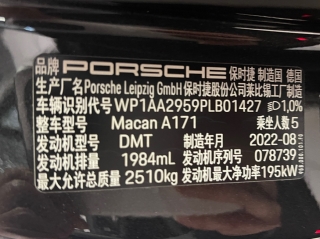 品牌 PORSCHE 保时捷 制造国 德国
生产厂名 Porsche Leipzig GmbH 保时捷股份公司莱比锡工厂制造
车辆识别代号 WP1AA2959PLB01427 1,0%
整车型号 Macan A171 乘坐人数 5
发动机型号 DMT 制造年月 2022-08
发动机排量 1984mL 发动机序列号 078739
最大允许总质量 2510kg 发动机最大净功率 195kW